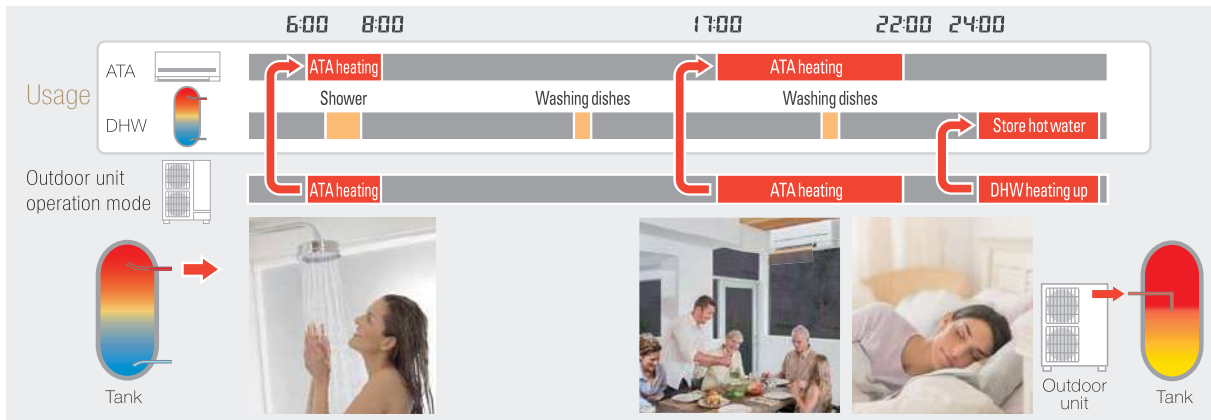 6:00 8:00 17:00 22:00 24:00
Usage
ATA
ATA heating ATA heating
Shower Washing dishes Washing dishes
DHW
Store hot water
Outdoor unit
operation mode
ATA heating ATA heating DHW heating up
Tank
Outdoor
unit
Tank